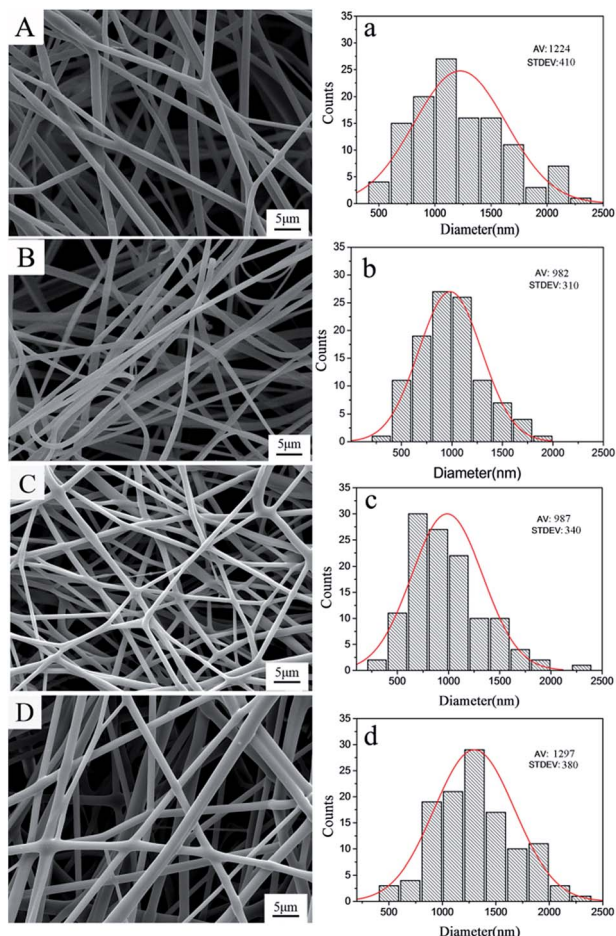 A
5μm
a
AV: 1224
STDEV: 410
35
30
25
20
15
10
5
0
Counts
500 1000 1500 2000 2500
Diameter(nm)
B
5μm
b
AV: 982
STDEV: 310
35
30
25
20
15
10
5
0
Counts
500 1000 1500 2000 2500
Diameter(nm)
C
5μm
c
AV: 987
STDEV: 340
35
30
25
20
15
10
5
0
Counts
500 1000 1500 2000 2500
Diameter(nm)
D
5μm
d
AV: 1297
STDEV: 380
35
30
25
20
15
10
5
0
Counts
500 1000 1500 2000 2500
Diameter(nm)